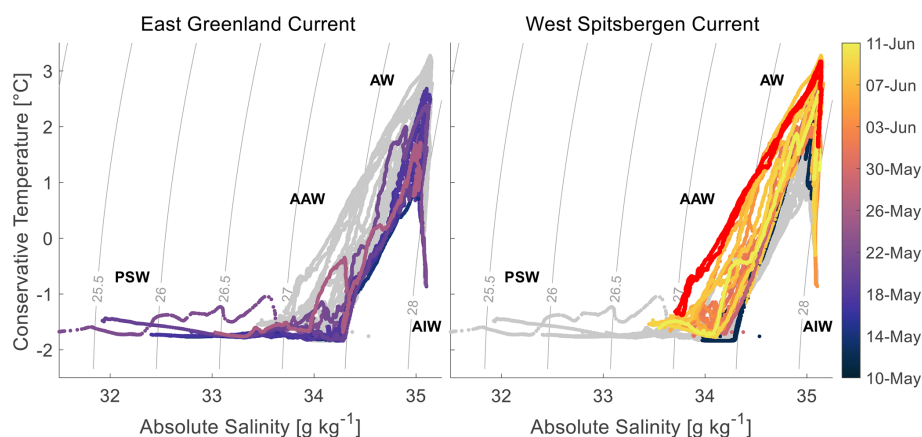 East Greenland Current
West Spitsbergen Current
Conservative Temperature [°C]
3
2
1
0
-1
-2
AW
AAW
PSW
AIW
25.5
26
26.5
27
28
32
33
34
35
Absolute Salinity [g kg⁻¹]
AW
AAW
PSW
AIW
25.5
26
26.5
27
28
32
33
34
35
Absolute Salinity [g kg⁻¹]
11-Jun
07-Jun
03-Jun
30-May
26-May
22-May
18-May
14-May
10-May